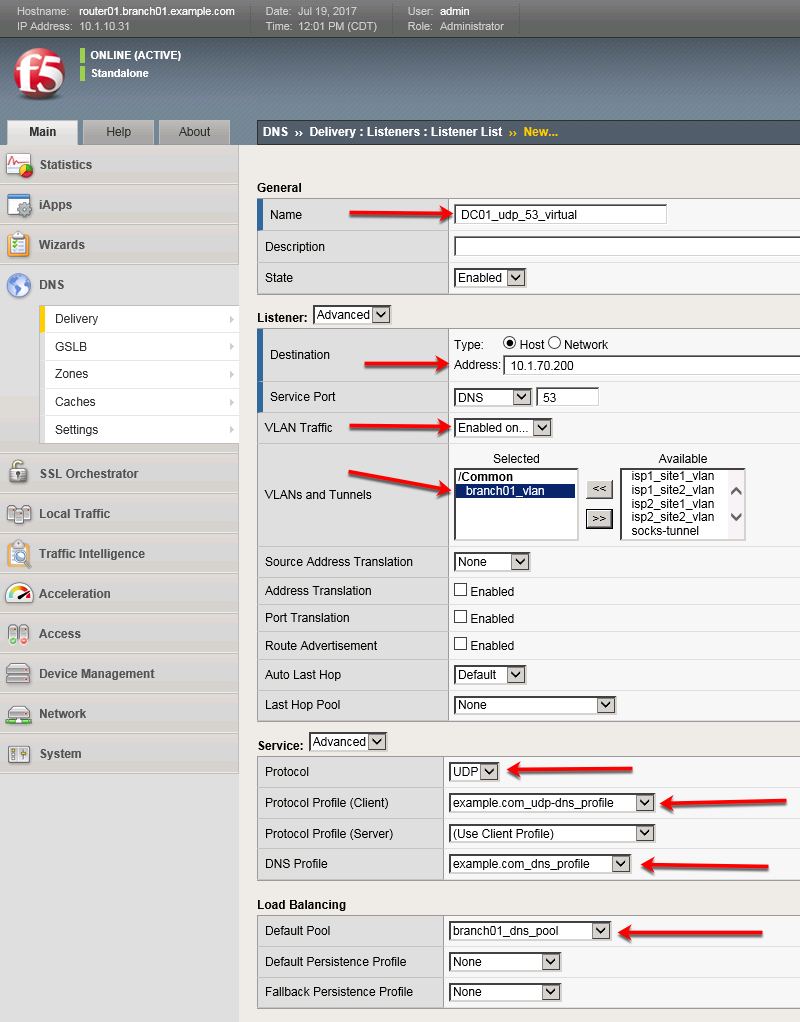 Hostname: router01.branch01.example.com Date: Jul 19, 2017 User: admin
IP Address: 10.1.10.31 Time: 12:01 PM (CDT) Role: Administrator
f5
ONLINE (ACTIVE)
Standalone
Main Help About
DNS ›› Delivery : Listeners : Listener List ›› New...
Statistics
iApps
Wizards
DNS
Delivery
GSLB
Zones
Caches
Settings
SSL Orchestrator
Local Traffic
Traffic Intelligence
Acceleration
Access
Device Management
Network
System
General
Name DC01_udp_53_virtual
Description
State Enabled
Listener: Advanced
Destination
Type: Host Network
Address: 10.1.70.200
Service Port DNS 53
VLAN Traffic Enabled on...
VLANs and Tunnels
Selected
/Common
branch01_vlan
<<
>>
Available
isp1_site1_vlan
isp1_site2_vlan
isp2_site1_vlan
isp2_site2_vlan
socks-tunnel
Source Address Translation None
Address Translation Enabled
Port Translation Enabled
Route Advertisement Enabled
Auto Last Hop Default
Last Hop Pool None
Service: Advanced
Protocol UDP
Protocol Profile (Client) example.com_udp-dns_profile
Protocol Profile (Server) (Use Client Profile)
DNS Profile example.com_dns_profile
Load Balancing
Default Pool branch01_dns_pool
Default Persistence Profile None
Fallback Persistence Profile None